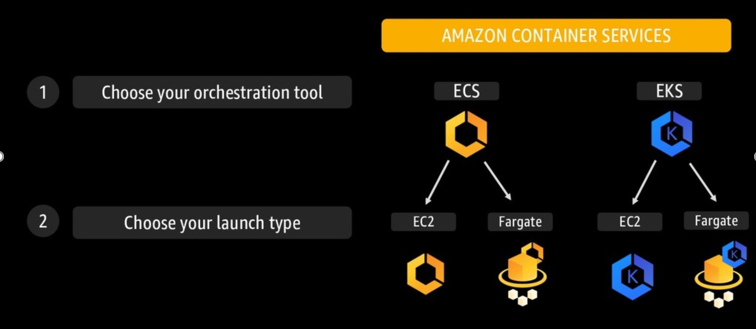 AMAZON CONTAINER SERVICES
1 Choose your orchestration tool
ECS EKS
K
2 Choose your launch type
EC2 Fargate EC2 Fargate
K K